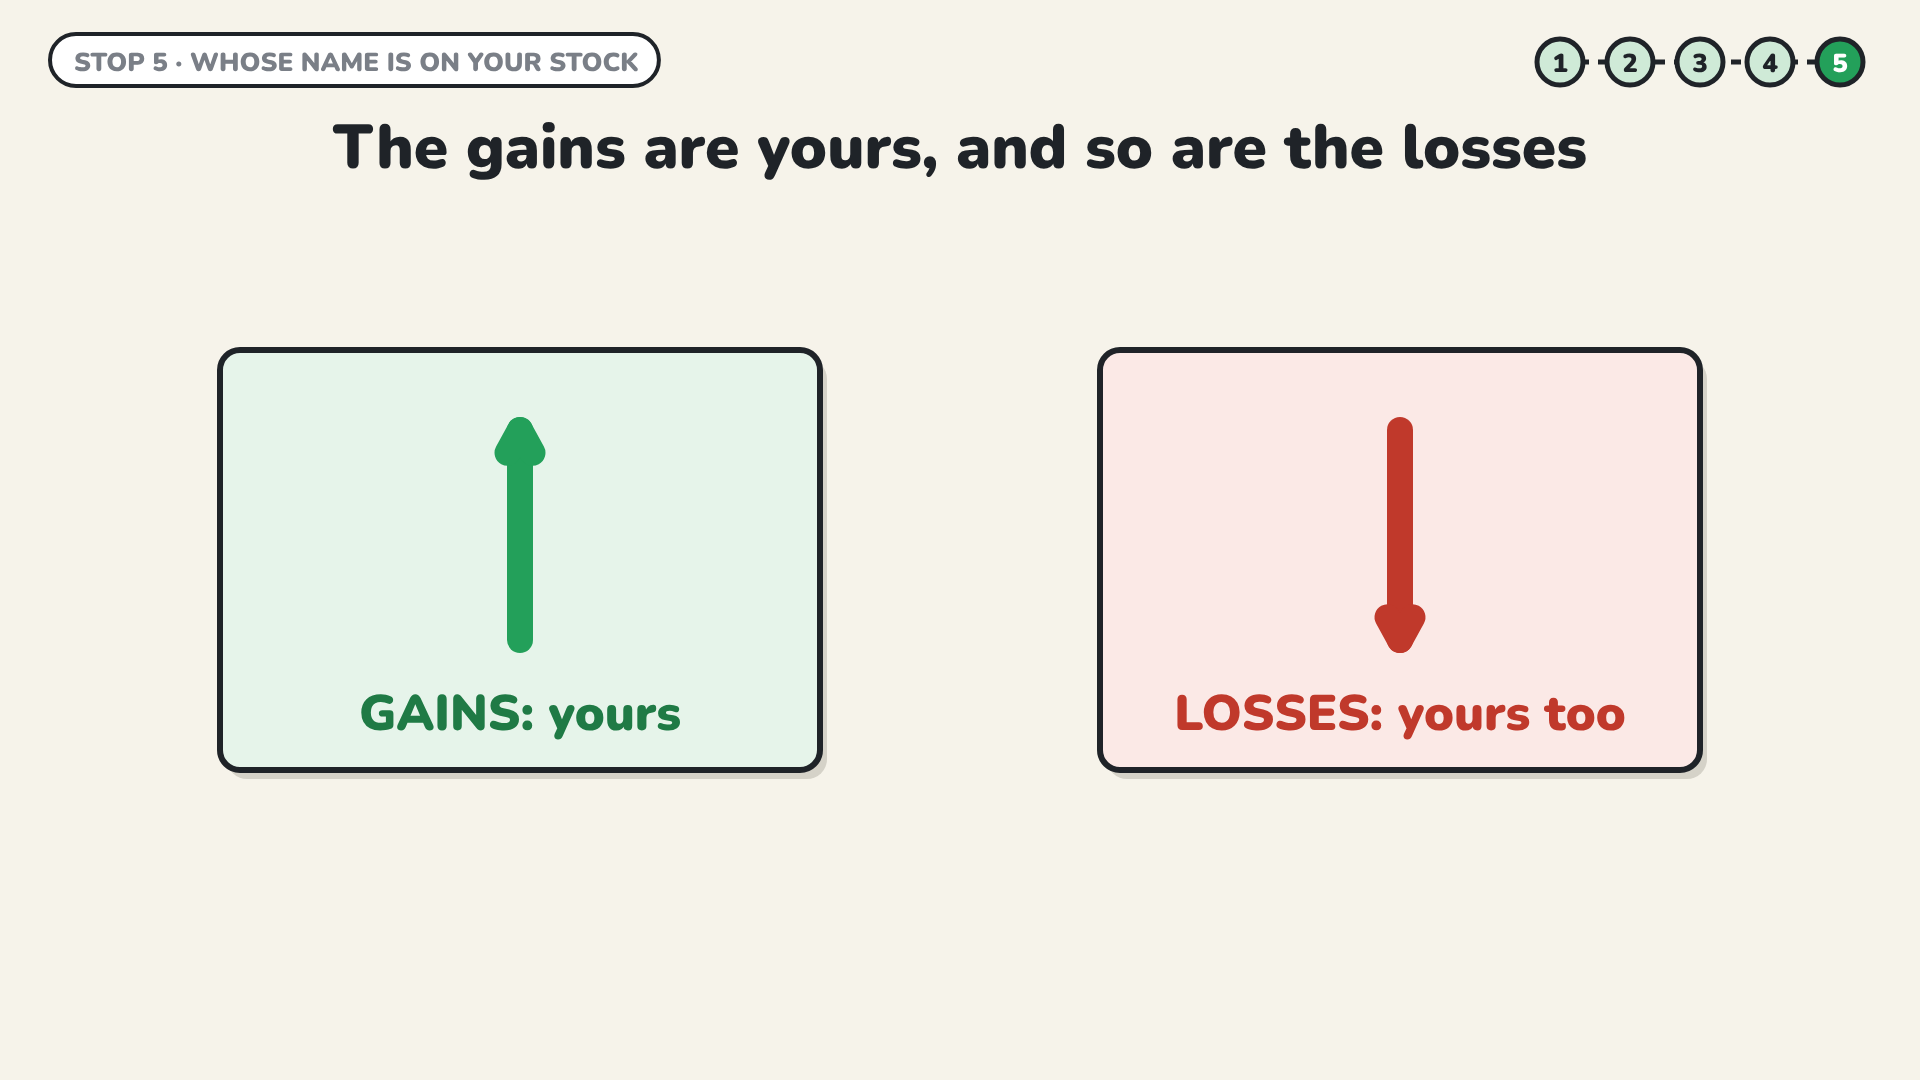 STOP 5 · WHOSE NAME IS ON YOUR STOCK
1 2 3 4 5
The gains are yours, and so are the losses
GAINS: yours
LOSSES: yours too